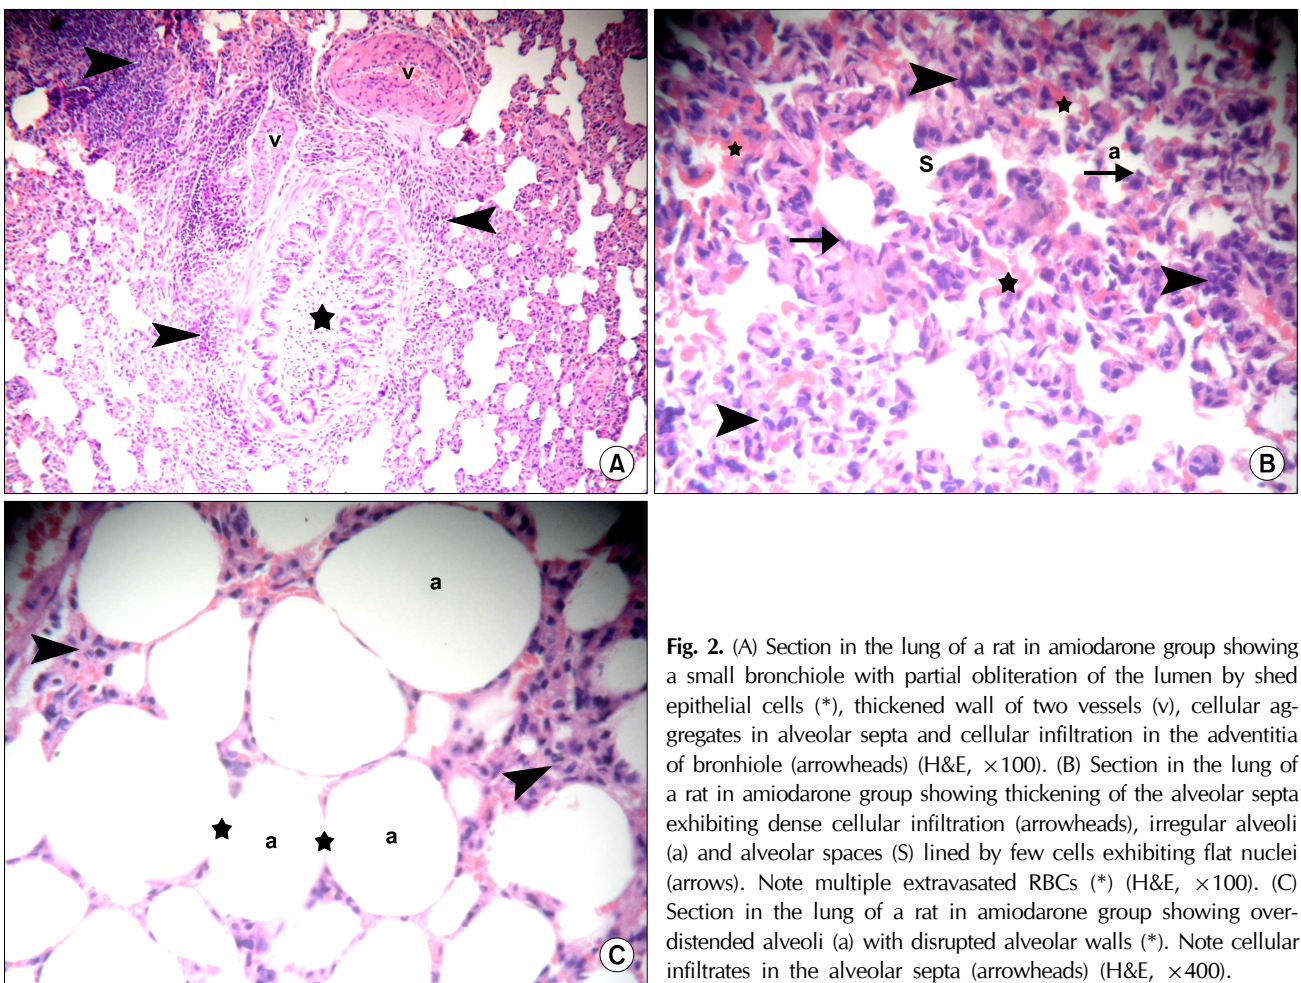 v
v
A
S
a
B
a
a
a
C
Fig. 2. (A) Section in the lung of a rat in amiodarone group showing
a small bronchiole with partial obliteration of the lumen by shed
epithelial cells (*), thickened wall of two vessels (v), cellular ag-
gregates in alveolar septa and cellular infiltration in the adventitia
of bronhiole (arrowheads) (H&E, ×100). (B) Section in the lung of
a rat in amiodarone group showing thickening of the alveolar septa
exhibiting dense cellular infiltration (arrowheads), irregular alveoli
(a) and alveolar spaces (S) lined by few cells exhibiting flat nuclei
(arrows). Note multiple extravasated RBCs (*) (H&E, ×100). (C)
Section in the lung of a rat in amiodarone group showing over-
distended alveoli (a) with disrupted alveolar walls (*). Note cellular
infiltrates in the alveolar septa (arrowheads) (H&E, ×400).